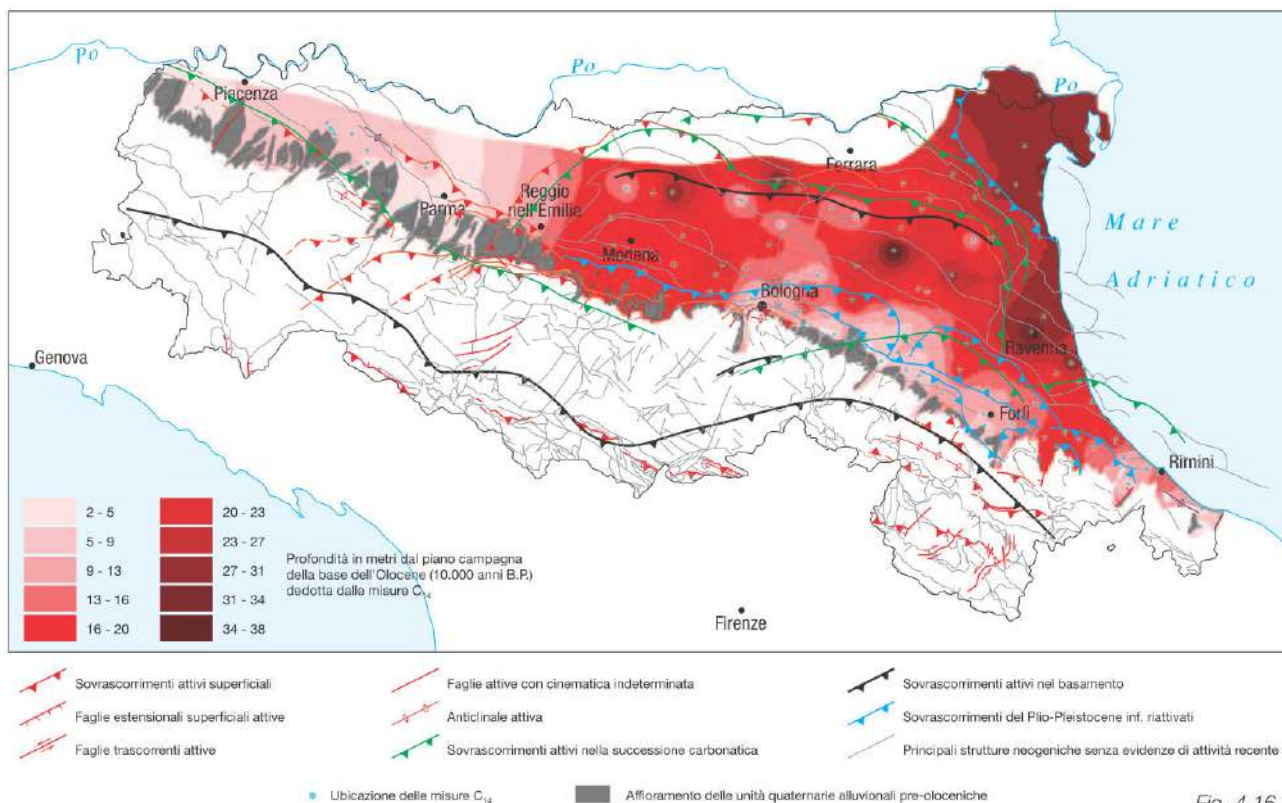 Po
Po
Po
Piacenza
Ferrara
Parma
Reggio
nell'Emilia
Modena
Mare
Adriatico
Bologna
Genova
Ravenna
Forlì
Rimini
Firenze
2 - 5
5 - 9
9 - 13
13 - 16
16 - 20
20 - 23
23 - 27
27 - 31
31 - 34
34 - 38
Profondità in metri dal piano campagna
della base dell'Olocene (10.000 anni B.P.)
dedotta dalle misure C₁₄
Sovrascorrimenti attivi superficiali
Faglie estensionali superficiali attive
Faglie trascorrenti attive
Faglie attive con cinematica indeterminata
Anticlinale attiva
Sovrascorrimenti attivi nella successione carbonatica
Sovrascorrimenti attivi nel basamento
Sovrascorrimenti del Plio-Pleistocene inf. riattivati
Principali strutture neogeniche senza evidenze di attività recente
Ubicazione delle misure C₁₄
Affioramento delle unità quaternarie alluvionali pre-oloceniche
Fig. 4.16